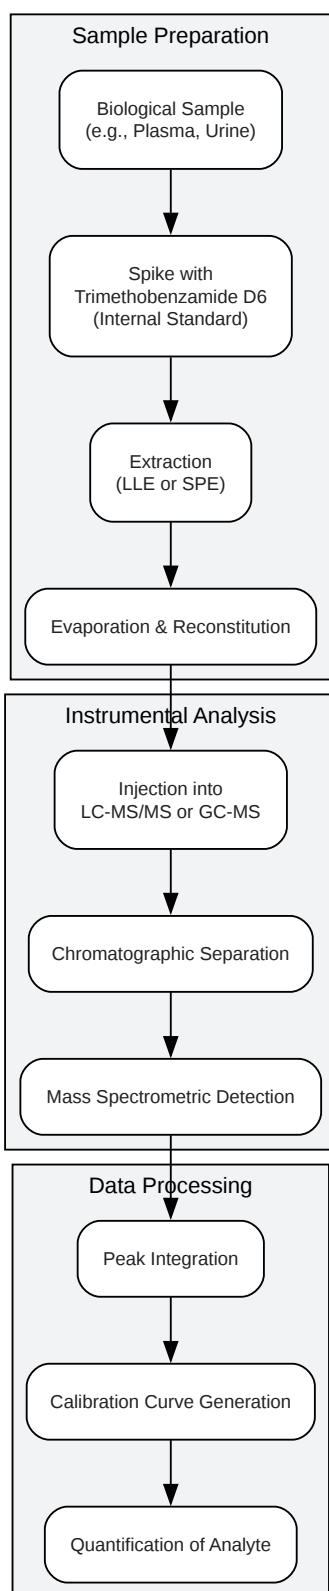 Sample Preparation
Biological Sample
(e.g., Plasma, Urine)
Spike with
Trimethobenzamide D6
(Internal Standard)
Extraction
(LLE or SPE)
Evaporation & Reconstitution
Instrumental Analysis
Injection into
LC-MS/MS or GC-MS
Chromatographic Separation
Mass Spectrometric Detection
Data Processing
Peak Integration
Calibration Curve Generation
Quantification of Analyte